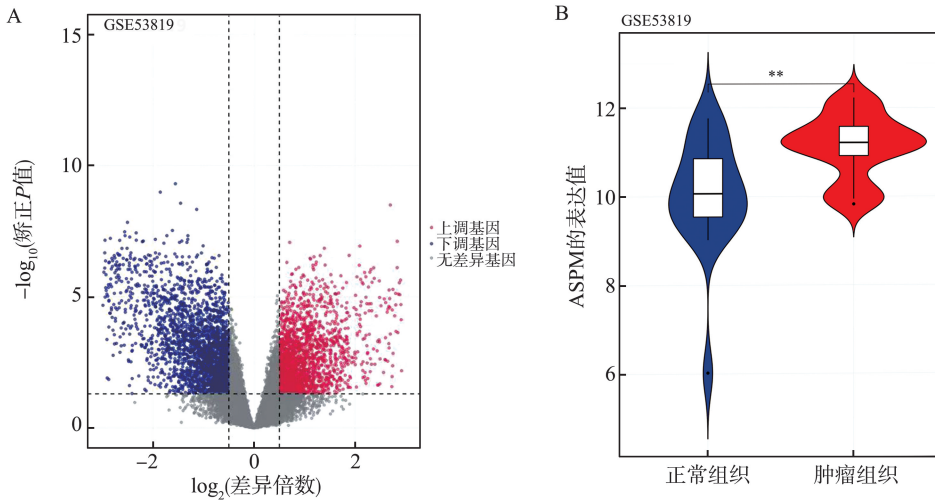 A
GSE53819
15
10
5
0
−log10(矫正P值)
−2
0
2
log2(差异倍数)
上调基因
下调基因
无差异基因
B
GSE53819
**
12
10
8
6
ASPM的表达值
正常组织
肿瘤组织